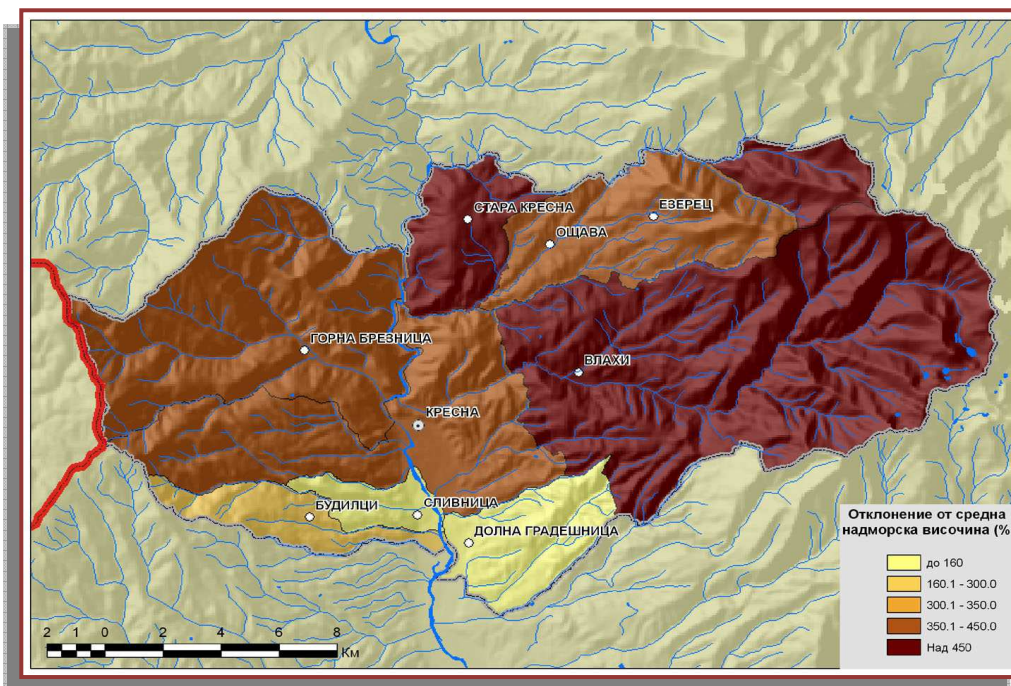 СТАРА КРЕСНА
ЕЗЕРЕЦ
ОЩАВА
ГОРНА БРЕЗНИЦА
ВЛАХИ
КРЕСНА
БУДИЛЦИ
СЛИВНИЦА
ДОЛНА ГРАДЕШНИЦА
Отклонение от средна
надморска височина (%
до 160
160.1 - 300.0
300.1 - 350.0
350.1 - 450.0
Над 450
2 1 0 2 4 6 8
Км